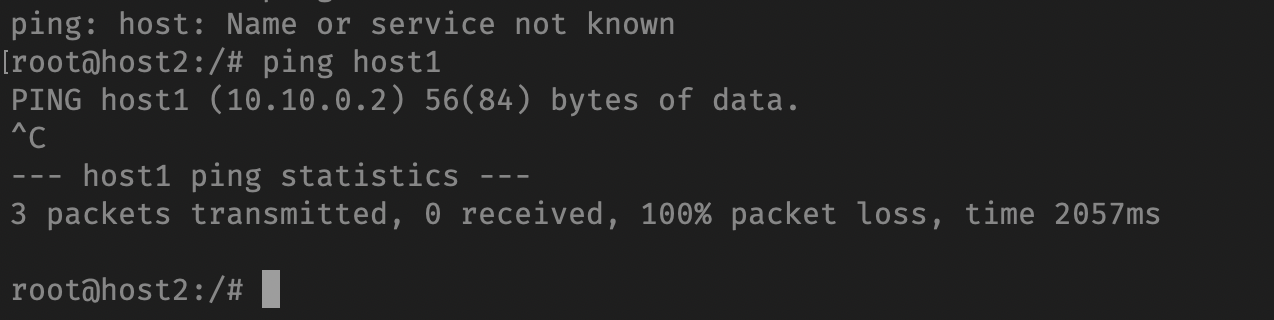 ping: host: Name or service not known
[root@host2:/# ping host1
PING host1 (10.10.0.2) 56(84) bytes of data.
^C
--- host1 ping statistics ---
3 packets transmitted, 0 received, 100% packet loss, time 2057ms
root@host2:/#